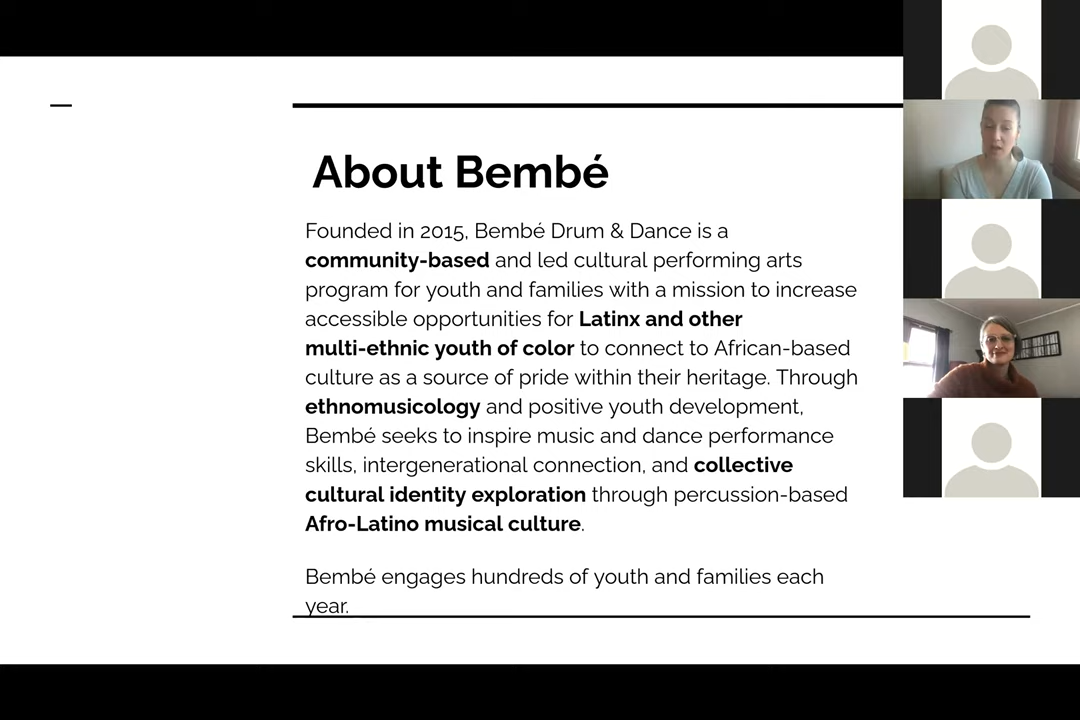 About Bembé
Founded in 2015, Bembé Drum & Dance is a
community-based and led cultural performing arts
program for youth and families with a mission to increase
accessible opportunities for Latinx and other
multi-ethnic youth of color to connect to African-based
culture as a source of pride within their heritage. Through
ethnomusicology and positive youth development,
Bembé seeks to inspire music and dance performance
skills, intergenerational connection, and collective
cultural identity exploration through percussion-based
Afro-Latino musical culture.
Bembé engages hundreds of youth and families each
year.